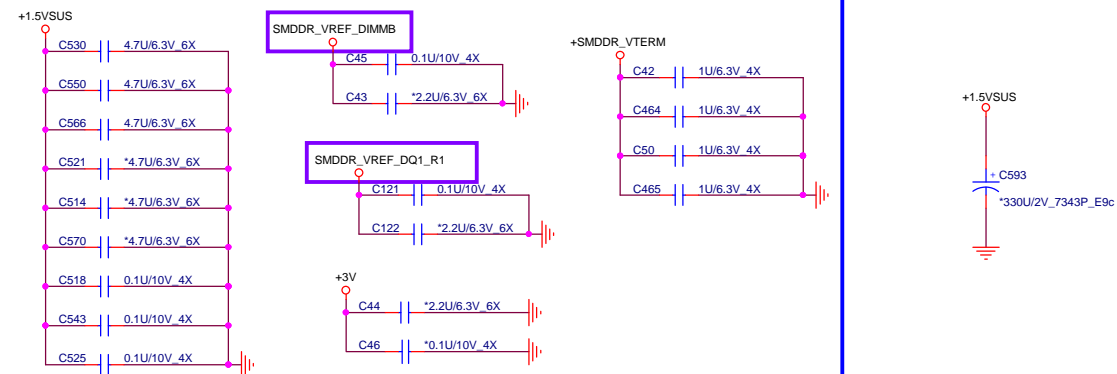 +1.5VSUS
C530 4.7U/6.3V_6X
C550 4.7U/6.3V_6X
C566 4.7U/6.3V_6X
C521 *4.7U/6.3V_6X
C514 *4.7U/6.3V_6X
C570 *4.7U/6.3V_6X
C518 0.1U/10V_4X
C543 0.1U/10V_4X
C525 0.1U/10V_4X
SMDDR_VREF_DIMMB
C45 0.1U/10V_4X
C43 *2.2U/6.3V_6X
SMDDR_VREF_DQ1_R1
C121 0.1U/10V_4X
C122 *2.2U/6.3V_6X
+3V
C44 *2.2U/6.3V_6X
C46 *0.1U/10V_4X
+SMDDR_VTERM
C42 1U/6.3V_4X
C464 1U/6.3V_4X
C50 1U/6.3V_4X
C465 1U/6.3V_4X
+1.5VSUS
+ C593
*330U/2V_7343P_E9c